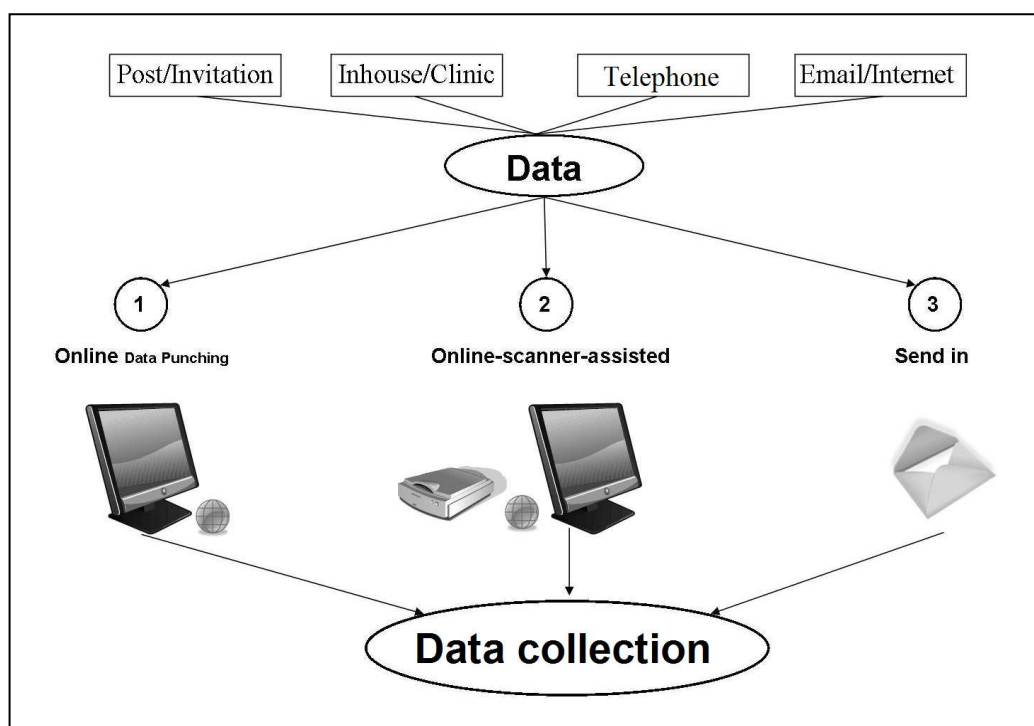 Post/Invitation
Inhouse/Clinic
Telephone
Email/Internet
Data
1
2
3
Online Data Punching
Online-scanner-assisted
Send in
Data collection